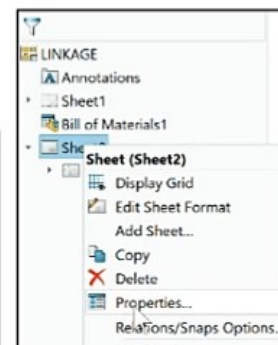 LINKAGE
Annotations
Sheet1
Bill of Materials1
She
Sheet (Sheet2)
Display Grid
Edit Sheet Format
Add Sheet...
Copy
Delete
Properties...
Relations/Snaps Options.